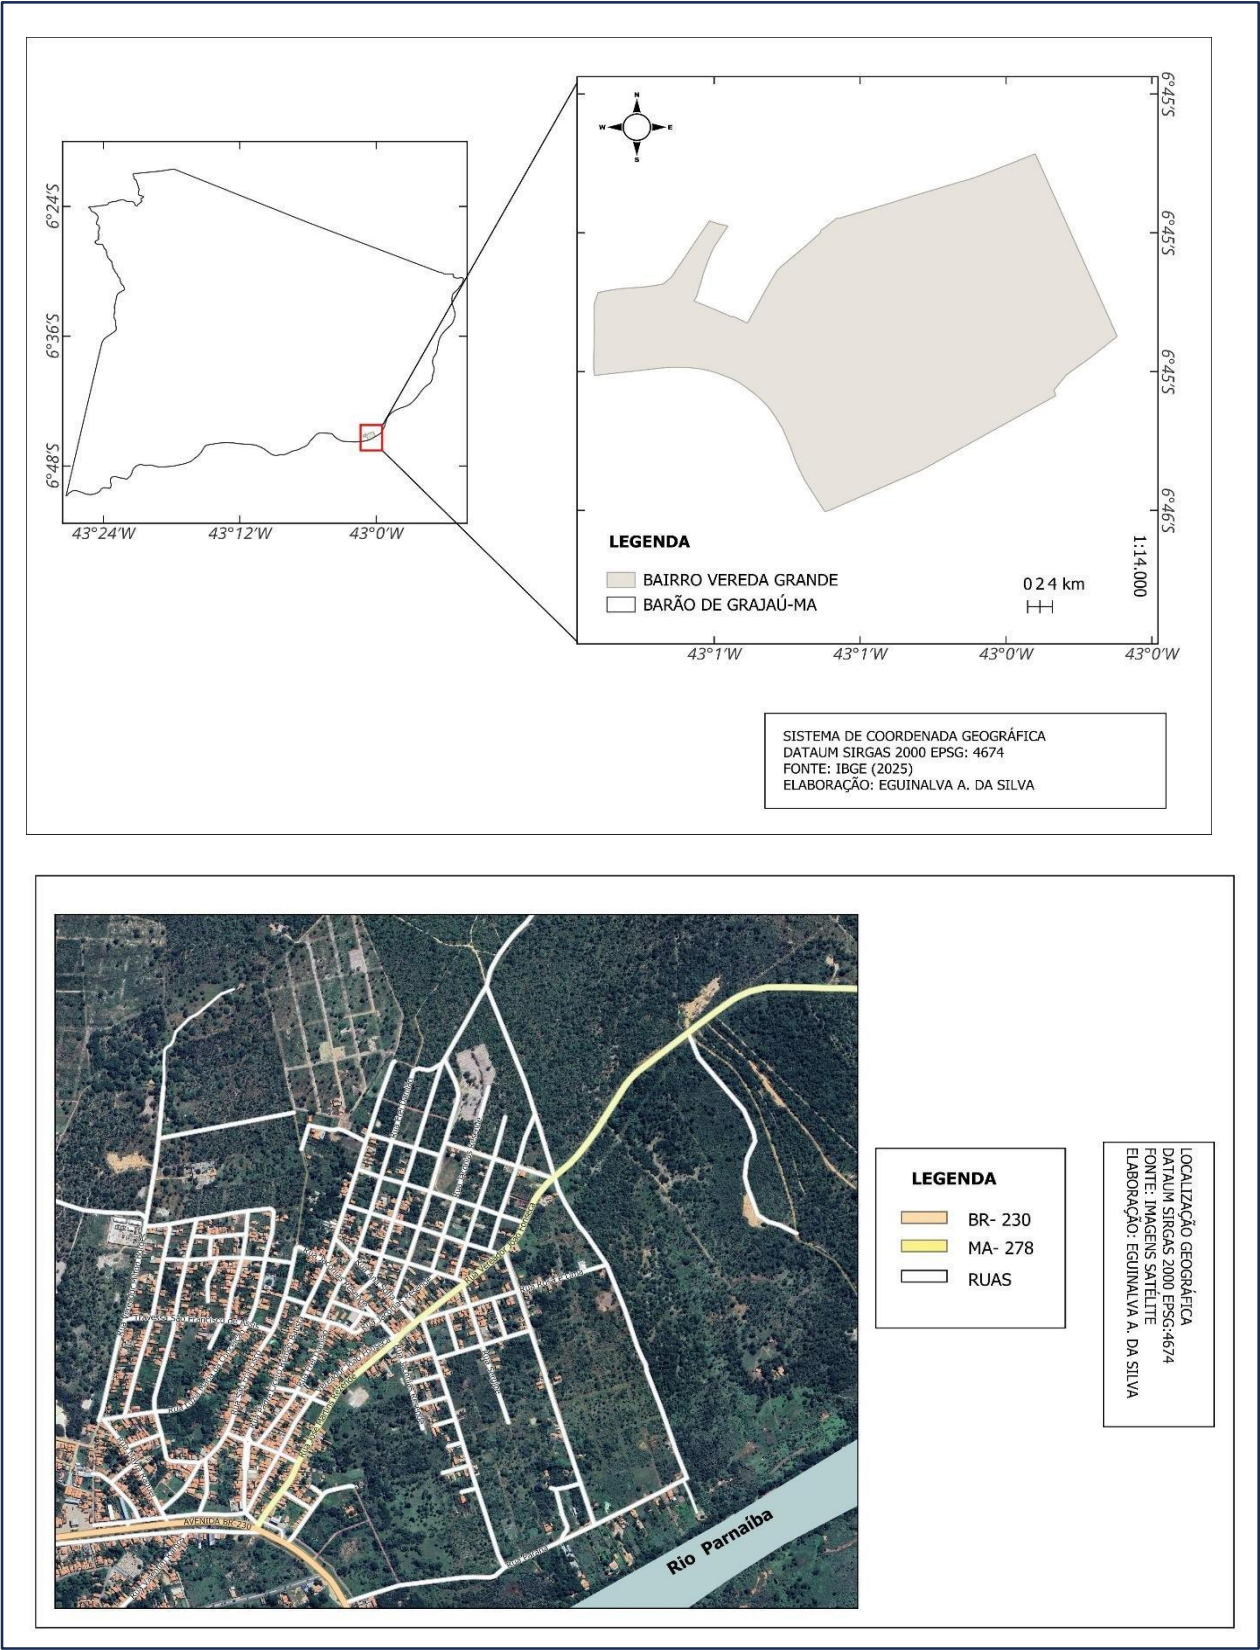 N
W
E
S
6°24'S
6°36'S
6°48'S
43°24'W
43°12'W
43°0'W
6°45'S
6°45'S
6°45'S
6°46'S
43°1'W
43°1'W
43°0'W
43°0'W
LEGENDA
BAIRRO VEREDA GRANDE
BARÃO DE GRAJAÚ-MA
0 2 4 km
1:14.000
SISTEMA DE COORDENADA GEOGRÁFICA
DATAUM SIRGAS 2000 EPSG: 4674
FONTE: IBGE (2025)
ELABORAÇÃO: EGUINALVA A. DA SILVA
AVENIDA BR-230
Rio Parnaíba
LEGENDA
BR- 230
MA- 278
RUAS
LOCALIZAÇÃO GEOGRÁFICA
DATAUM SIRGAS 2000 EPSG:4674
FONTE: IMAGENS SATÉLITE
ELABORAÇÃO: EGUINALVA A. DA SILVA